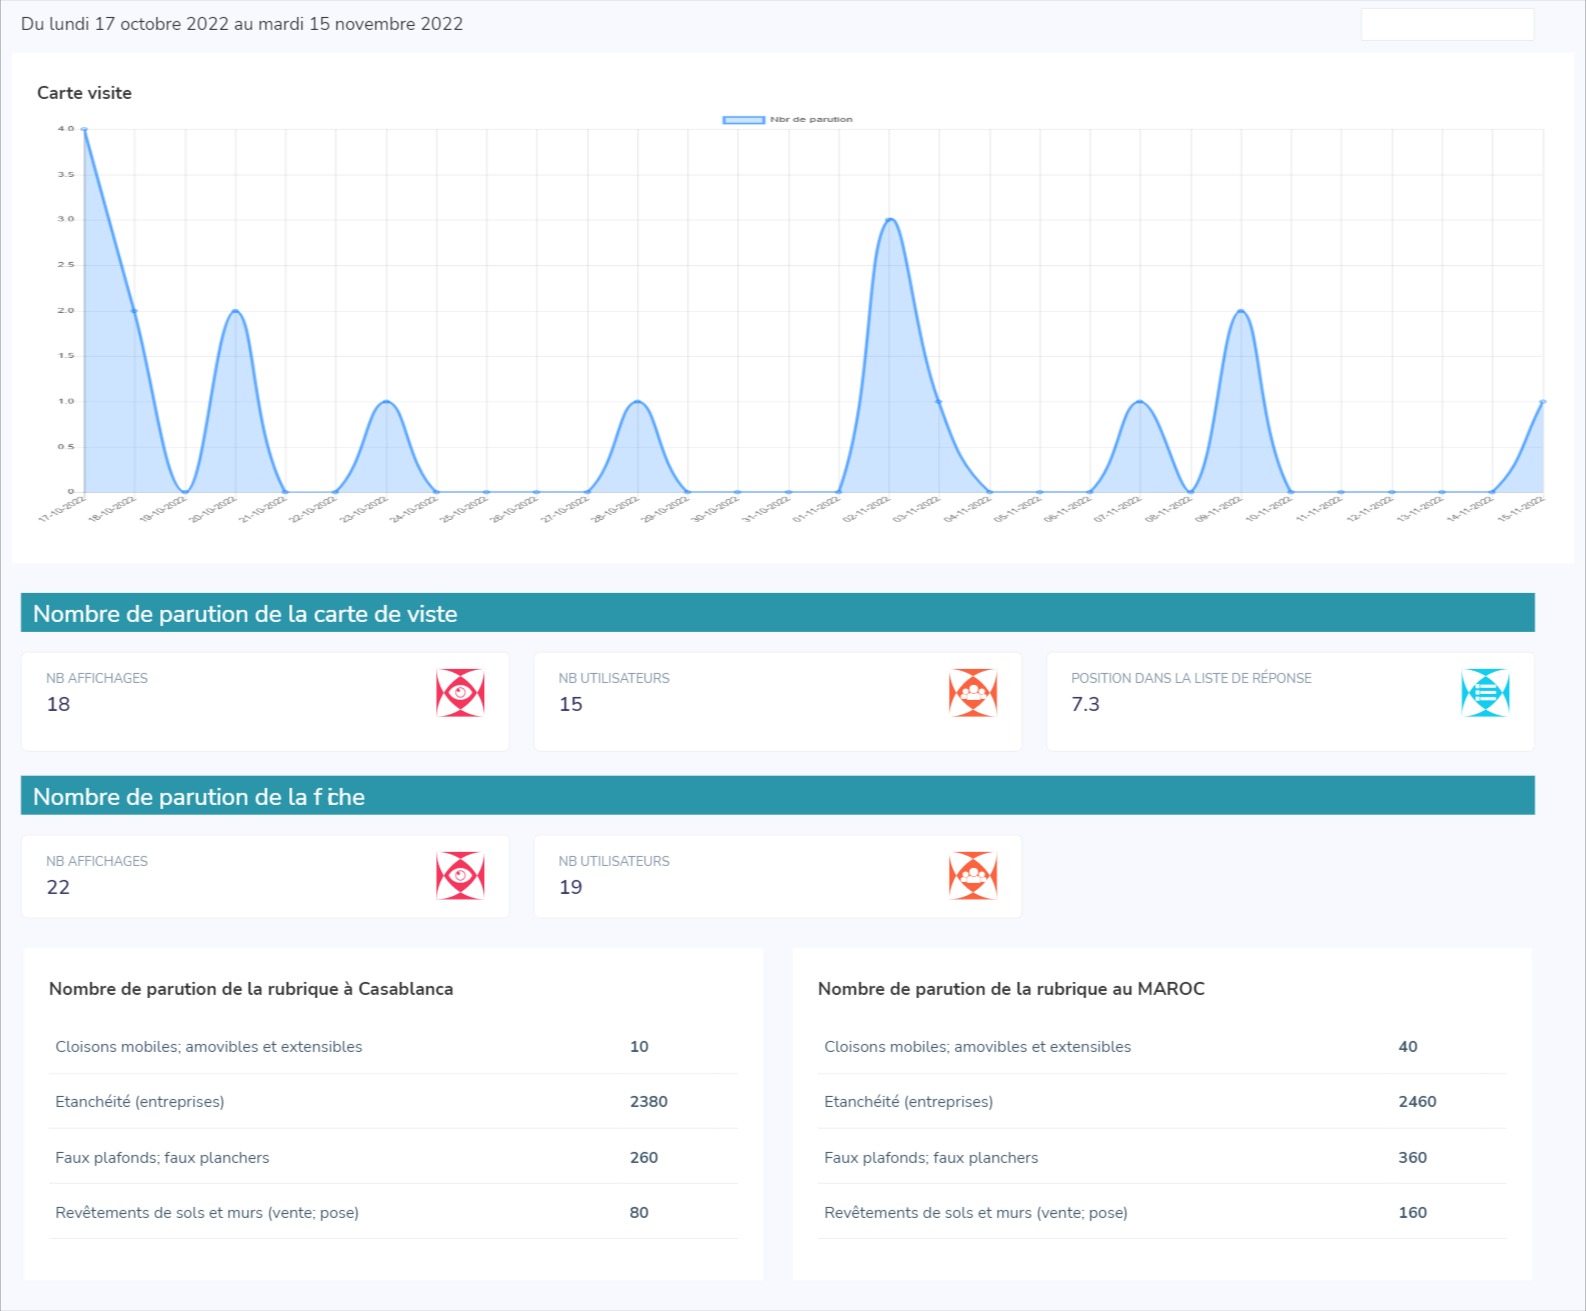 Du lundi 17 octobre 2022 au mardi 15 novembre 2022
Carte visite
Nbr de parution
4.0
3.5
3.0
2.5
2.0
1.5
1.0
0.5
0
17-10-2022 18-10-2022 19-10-2022 20-10-2022 21-10-2022 22-10-2022 23-10-2022 24-10-2022 25-10-2022 26-10-2022 27-10-2022 28-10-2022 29-10-2022 30-10-2022 31-10-2022 01-11-2022 02-11-2022 03-11-2022 04-11-2022 05-11-2022 06-11-2022 07-11-2022 08-11-2022 09-11-2022 10-11-2022 11-11-2022 12-11-2022 13-11-2022 14-11-2022 15-11-2022
Nombre de parution de la carte de viste
NB AFFICHAGES
18
NB UTILISATEURS
15
POSITION DANS LA LISTE DE RÉPONSE
7.3
Nombre de parution de la fiche
NB AFFICHAGES
22
NB UTILISATEURS
19
Nombre de parution de la rubrique à Casablanca
Cloisons mobiles; amovibles et extensibles 10
Etanchéité (entreprises) 2380
Faux plafonds; faux planchers 260
Revêtements de sols et murs (vente; pose) 80
Nombre de parution de la rubrique au MAROC
Cloisons mobiles; amovibles et extensibles 40
Etanchéité (entreprises) 2460
Faux plafonds; faux planchers 360
Revêtements de sols et murs (vente; pose) 160